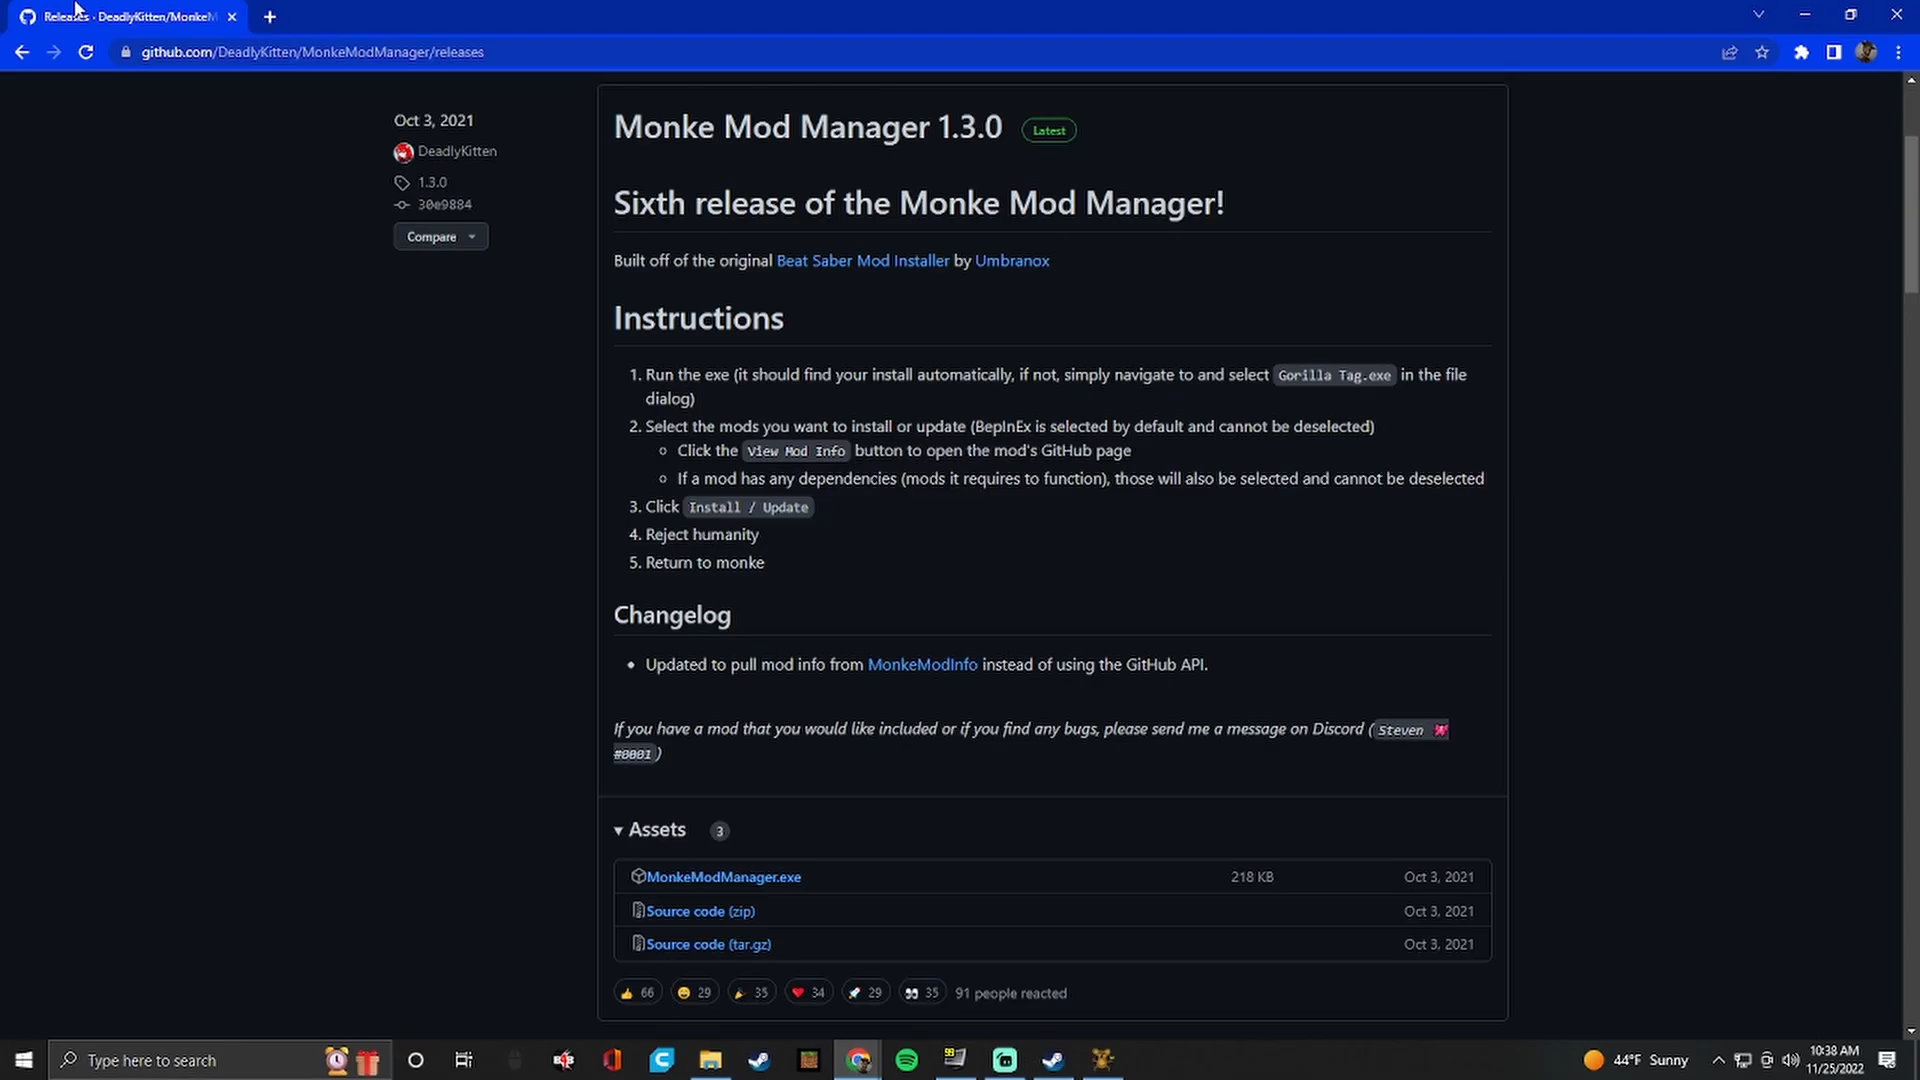 Releases · DeadlyKitten/MonkeM
github.com/DeadlyKitten/MonkeModManager/releases
Oct 3, 2021
DeadlyKitten
1.3.0
30e9884
Compare
Monke Mod Manager 1.3.0 Latest
Sixth release of the Monke Mod Manager!
Built off of the original Beat Saber Mod Installer by Umbranox
Instructions
1. Run the exe (it should find your install automatically, if not, simply navigate to and select Gorilla Tag.exe in the file
dialog)
2. Select the mods you want to install or update (BepInEx is selected by default and cannot be deselected)
Click the View Mod Info button to open the mod's GitHub page
If a mod has any dependencies (mods it requires to function), those will also be selected and cannot be deselected
3. Click Install / Update
4. Reject humanity
5. Return to monke
Changelog
• Updated to pull mod info from MonkeModInfo instead of using the GitHub API.
If you have a mod that you would like included or if you find any bugs, please send me a message on Discord (Steven
#0001)
Assets 3
MonkeModManager.exe 218 KB Oct 3, 2021
Source code (zip) Oct 3, 2021
Source code (tar.gz) Oct 3, 2021
66 29 35 34 29 35 91 people reacted
Type here to search
99
44°F Sunny
10:38 AM
11/25/2022